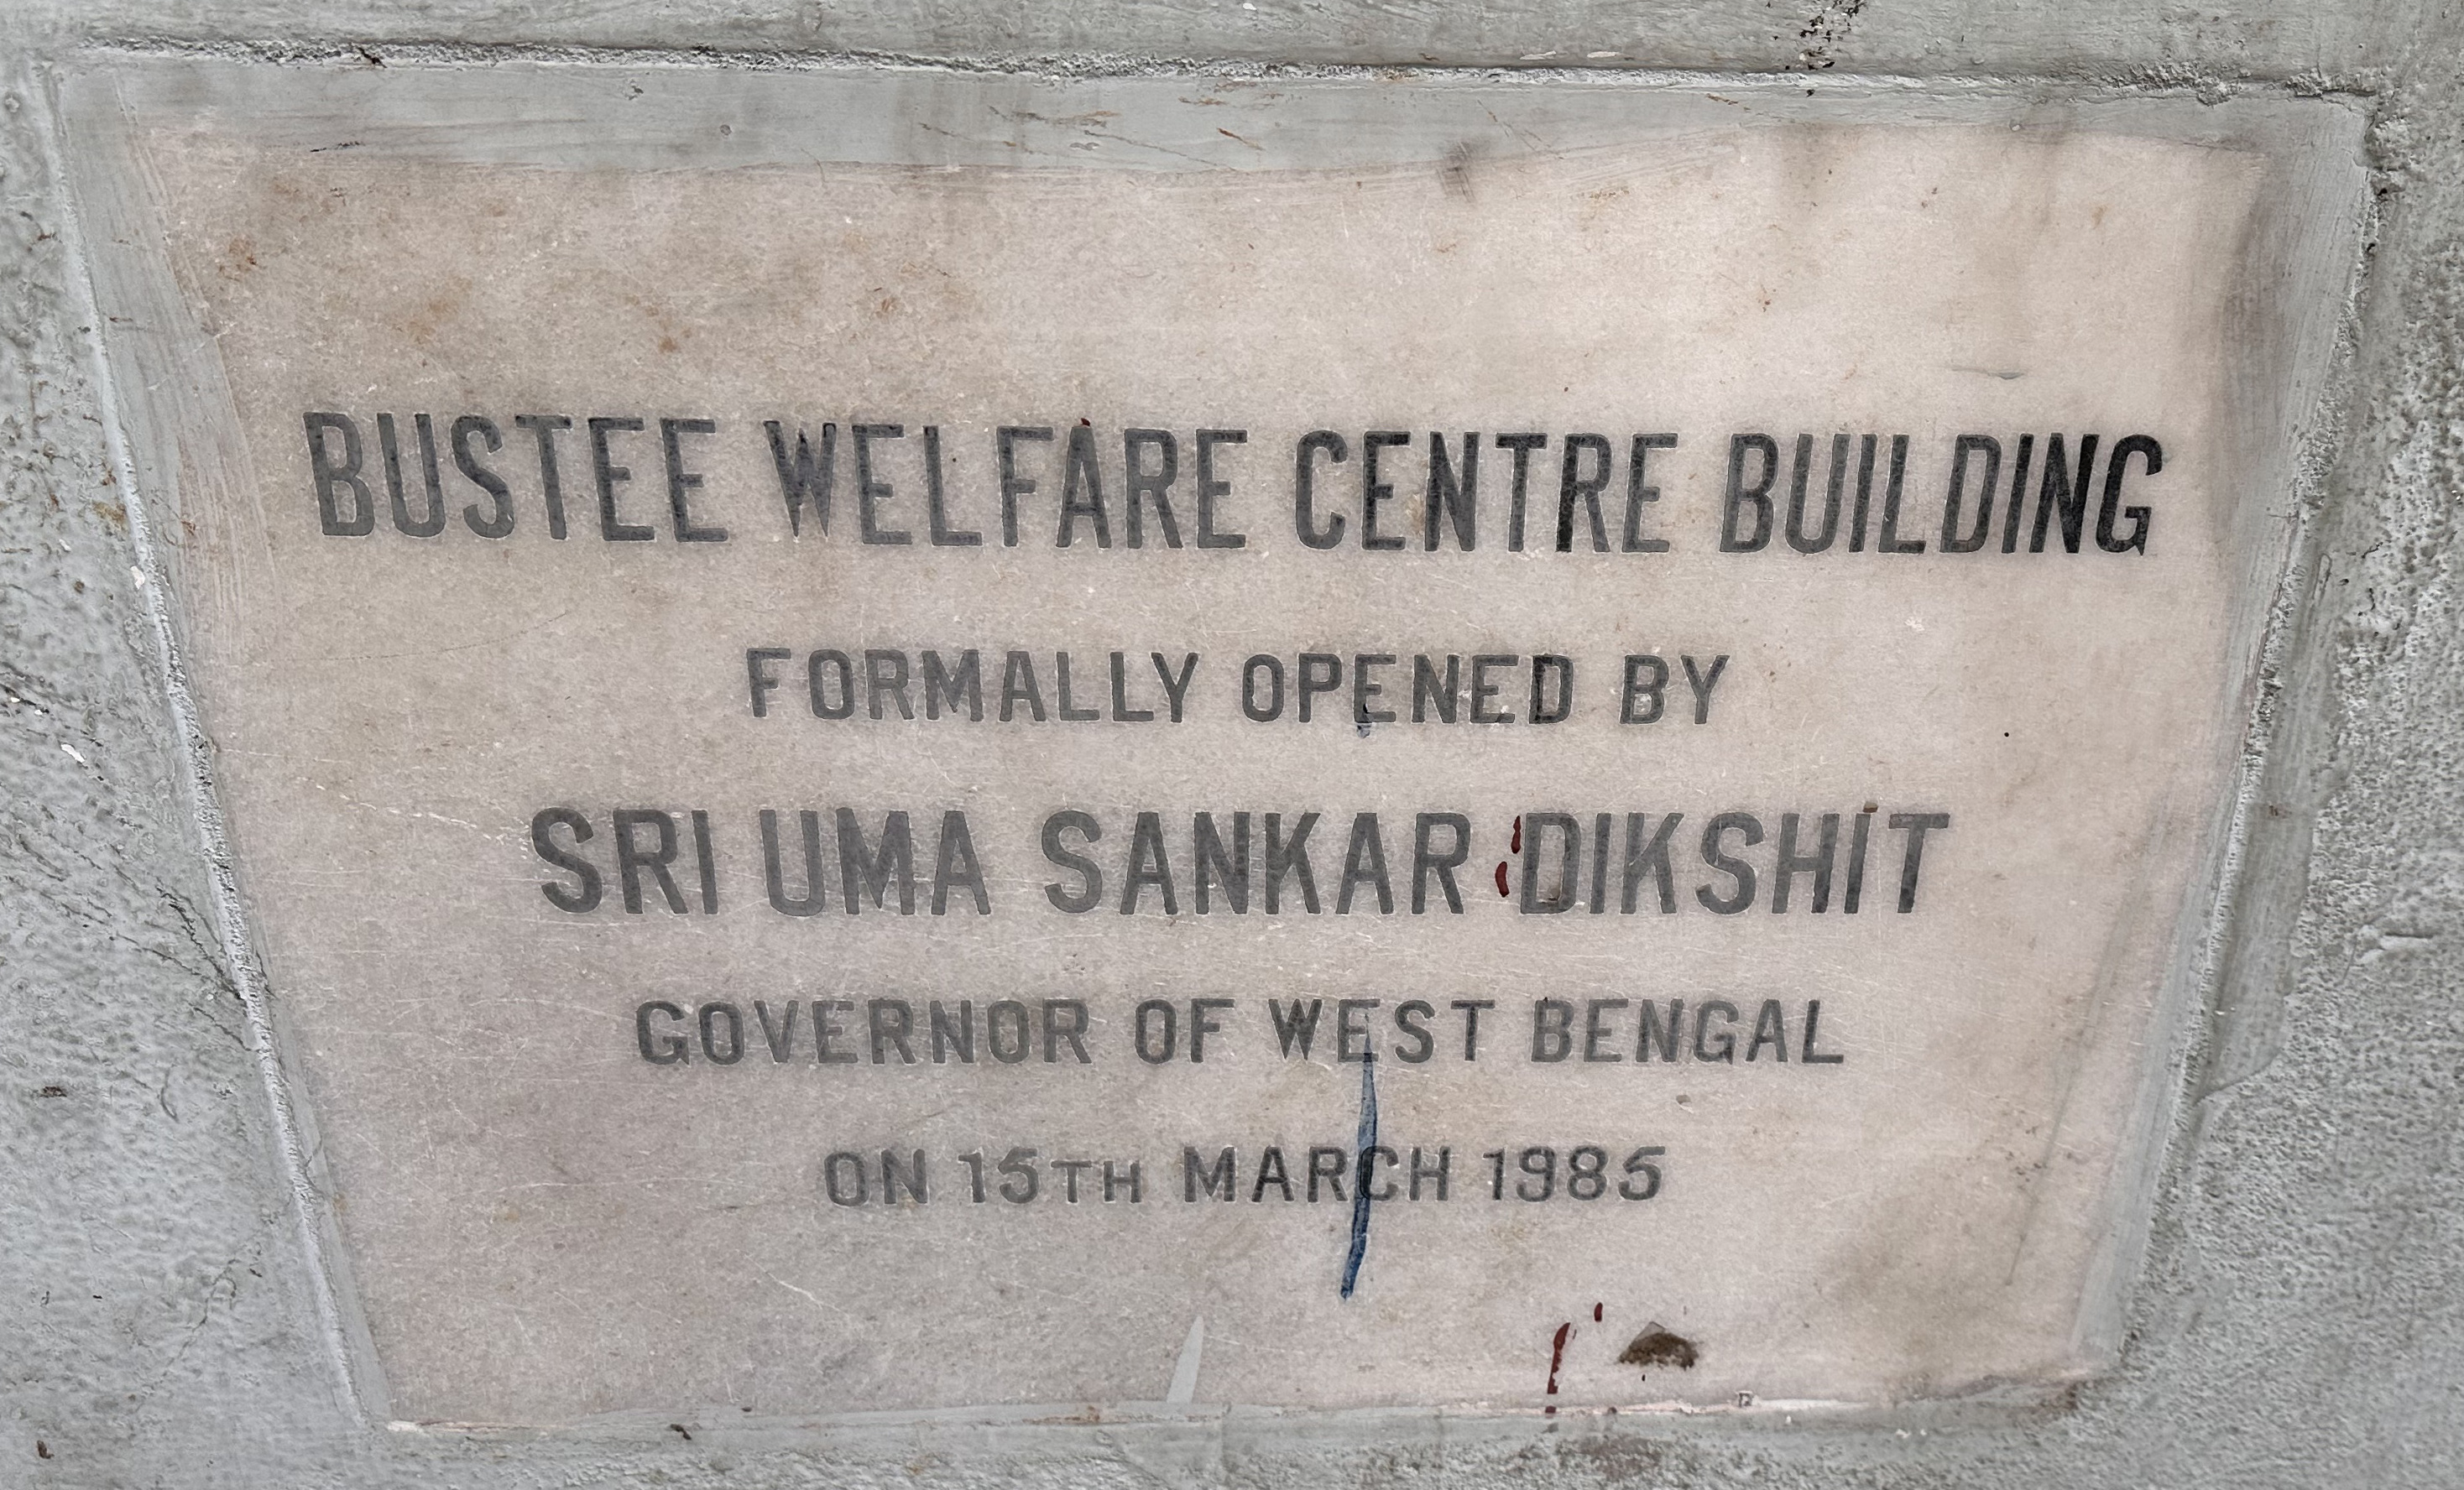 BUSTEE WELFARE CENTRE BUILDING
FORMALLY OPENED BY
SRI UMA SANKAR DIKSHIT
GOVERNOR OF WEST BENGAL
ON 15TH MARCH 1985